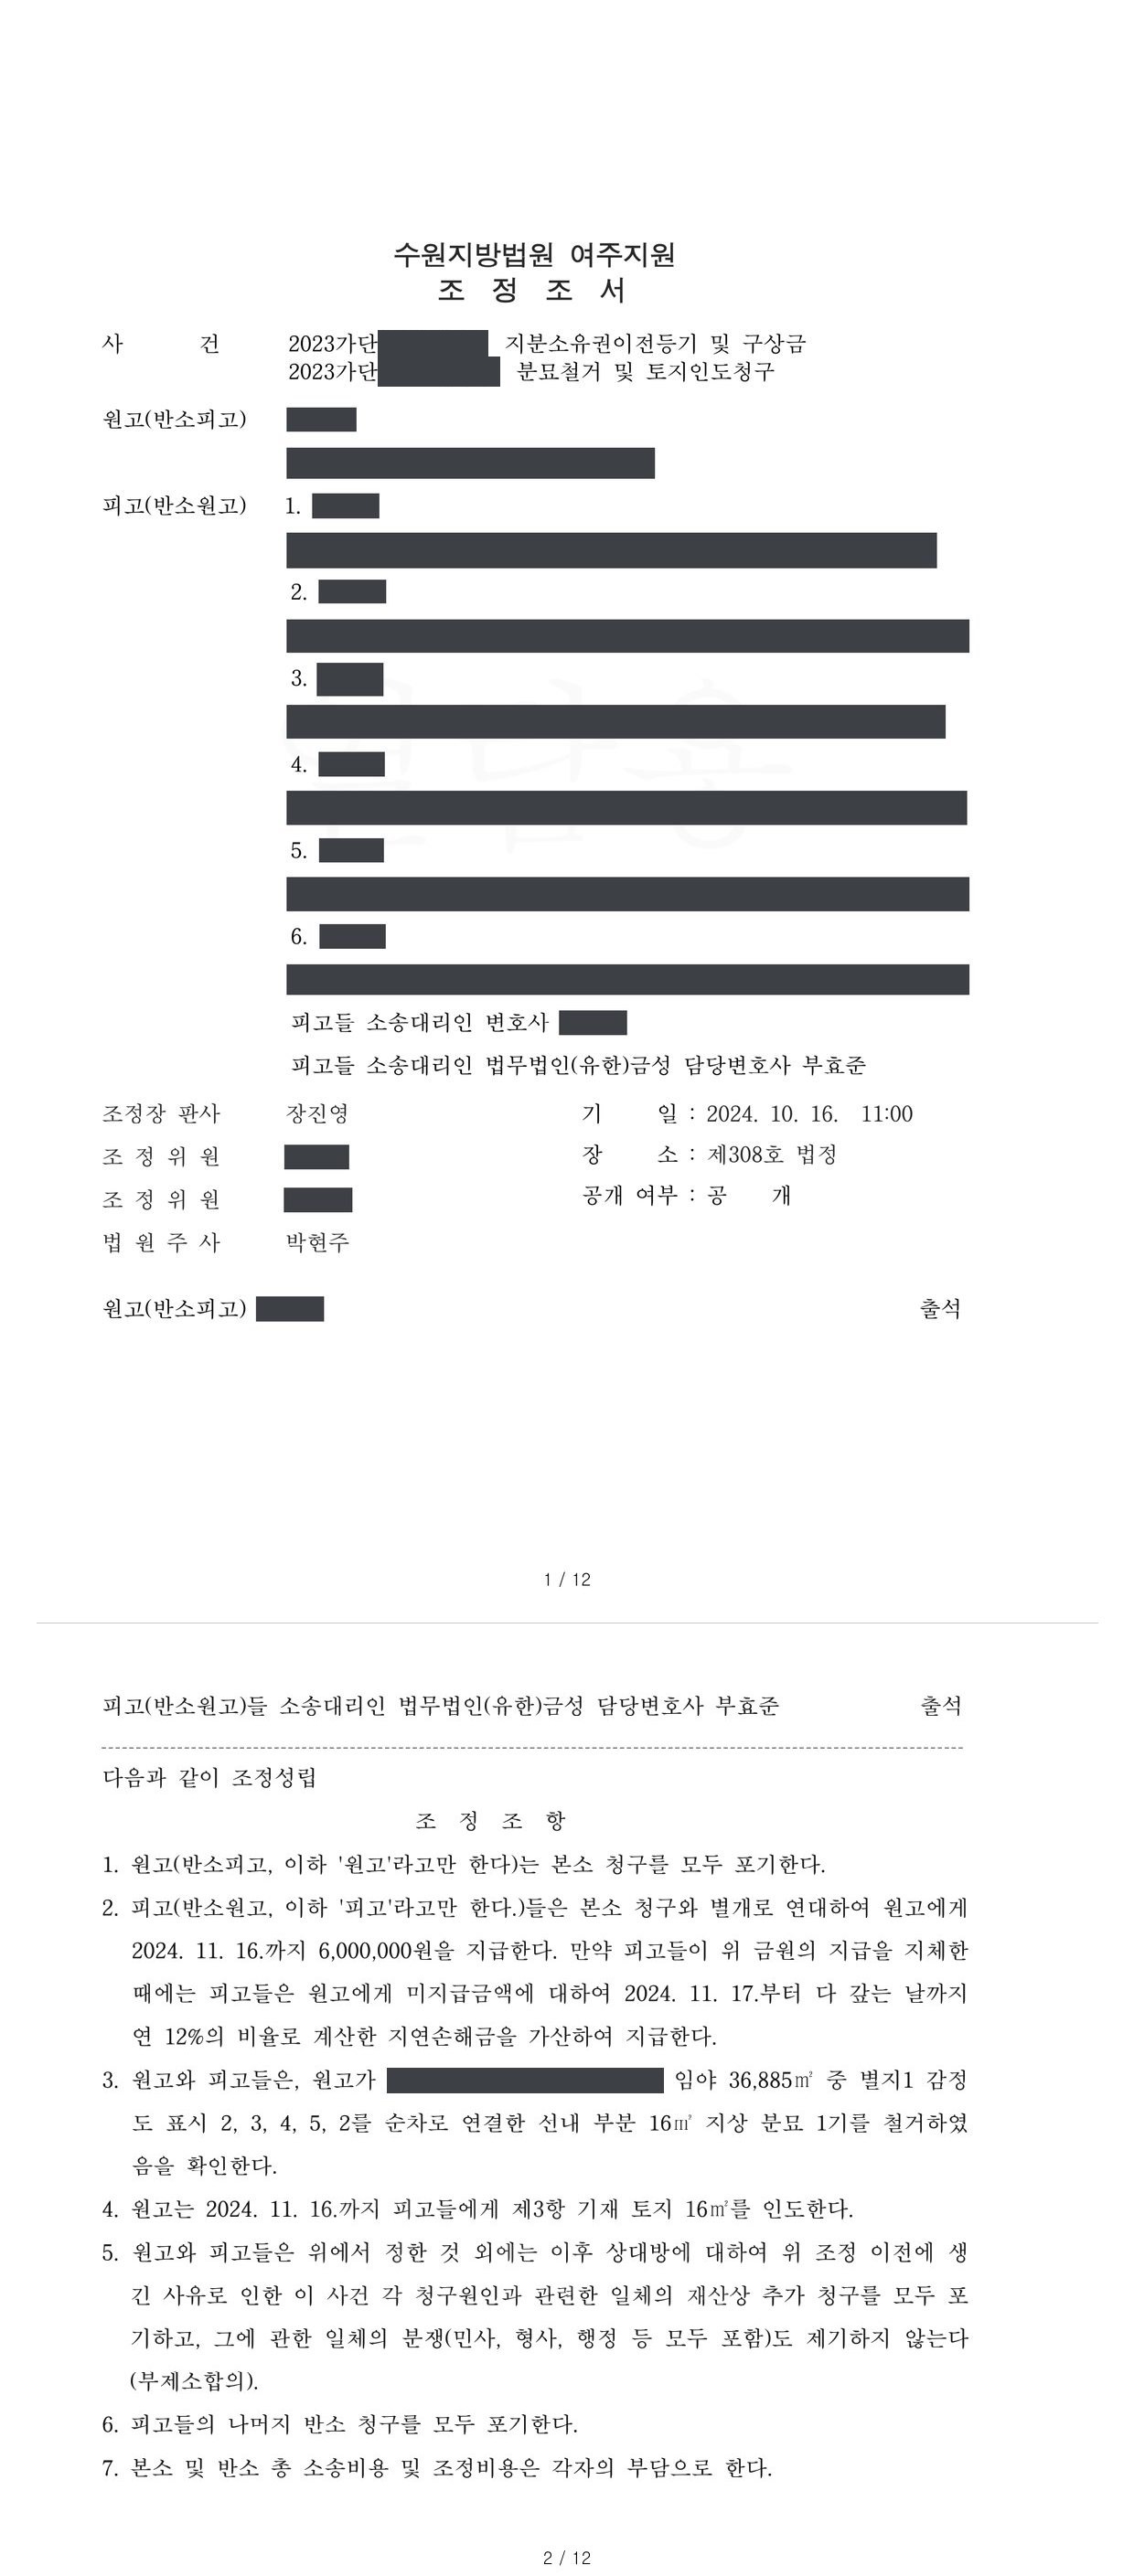 수원지방법원 여주지원
조 정 조 서
사 건 2023가단 지분소유권이전등기 및 구상금
2023가단 분묘철거 및 토지인도청구
원고(반소피고)
피고(반소원고) 1.
2.
3.
4.
5.
6.
피고들 소송대리인 변호사
피고들 소송대리인 법무법인(유한)금성 담당변호사 부효준
조정장 판사 장진영 기 일 : 2024. 10. 16. 11:00
조 정 위 원 장 소 : 제308호 법정
조 정 위 원 공개 여부 : 공 개
법 원 주 사 박현주
원고(반소피고) 출석
1 / 12
피고(반소원고)들 소송대리인 법무법인(유한)금성 담당변호사 부효준 출석
다음과 같이 조정성립
조 정 조 항
1. 원고(반소피고, 이하 '원고'라고만 한다)는 본소 청구를 모두 포기한다.
2. 피고(반소원고, 이하 '피고'라고만 한다.)들은 본소 청구와 별개로 연대하여 원고에게
2024. 11. 16.까지 6,000,000원을 지급한다. 만약 피고들이 위 금원의 지급을 지체한
때에는 피고들은 원고에게 미지급금액에 대하여 2024. 11. 17.부터 다 갚는 날까지
연 12%의 비율로 계산한 지연손해금을 가산하여 지급한다.
3. 원고와 피고들은, 원고가 임야 36,885㎡ 중 별지1 감정
도 표시 2, 3, 4, 5, 2를 순차로 연결한 선내 부분 16㎡ 지상 분묘 1기를 철거하였
음을 확인한다.
4. 원고는 2024. 11. 16.까지 피고들에게 제3항 기재 토지 16㎡를 인도한다.
5. 원고와 피고들은 위에서 정한 것 외에는 이후 상대방에 대하여 위 조정 이전에 생
긴 사유로 인한 이 사건 각 청구원인과 관련한 일체의 재산상 추가 청구를 모두 포
기하고, 그에 관한 일체의 분쟁(민사, 형사, 행정 등 모두 포함)도 제기하지 않는다
(부제소합의).
6. 피고들의 나머지 반소 청구를 모두 포기한다.
7. 본소 및 반소 총 소송비용 및 조정비용은 각자의 부담으로 한다.
2 / 12